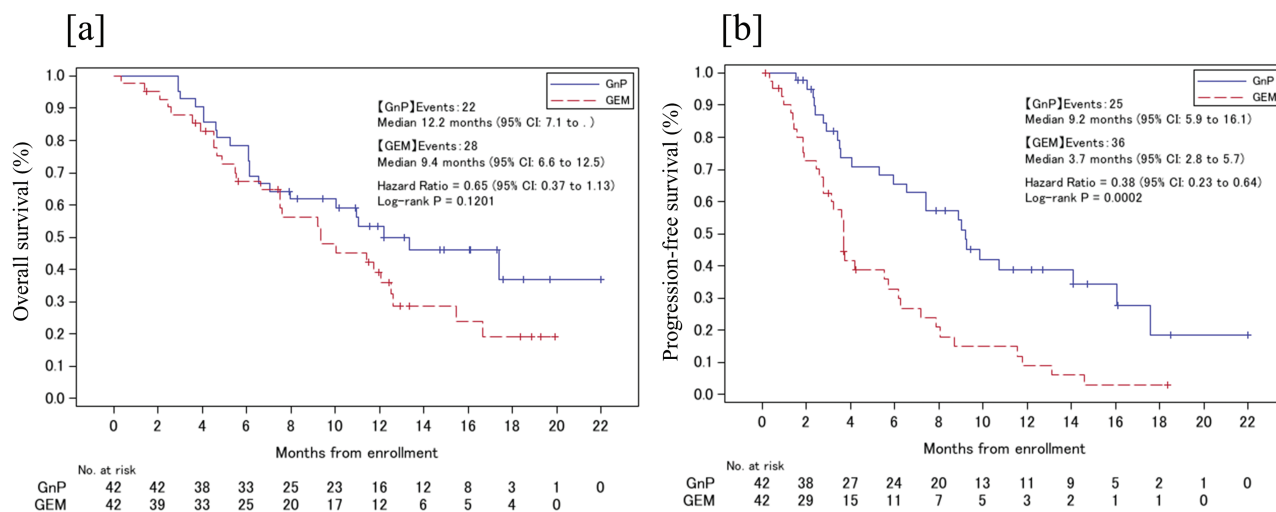 [a]
GnP
GEM
【GnP】Events: 22
Median 12.2 months (95% CI: 7.1 to . )
【GEM】Events: 28
Median 9.4 months (95% CI: 6.6 to 12.5)
Hazard Ratio = 0.65 (95% CI: 0.37 to 1.13)
Log-rank P = 0.1201
Overall survival (%)
1.0
0.9
0.8
0.7
0.6
0.5
0.4
0.3
0.2
0.1
0.0
0 2 4 6 8 10 12 14 16 18 20 22
Months from enrollment
No. at risk
GnP 42 42 38 33 25 23 16 12 8 3 1 0
GEM 42 39 33 25 20 17 12 6 5 4 0
[b]
GnP
GEM
【GnP】Events: 25
Median 9.2 months (95% CI: 5.9 to 16.1)
【GEM】Events: 36
Median 3.7 months (95% CI: 2.8 to 5.7)
Hazard Ratio = 0.38 (95% CI: 0.23 to 0.64)
Log-rank P = 0.0002
Progression-free survival (%)
1.0
0.9
0.8
0.7
0.6
0.5
0.4
0.3
0.2
0.1
0.0
0 2 4 6 8 10 12 14 16 18 20 22
Months from enrollment
No. at risk
GnP 42 38 27 24 20 13 11 9 5 2 1 0
GEM 42 29 15 11 7 5 3 2 1 1 0